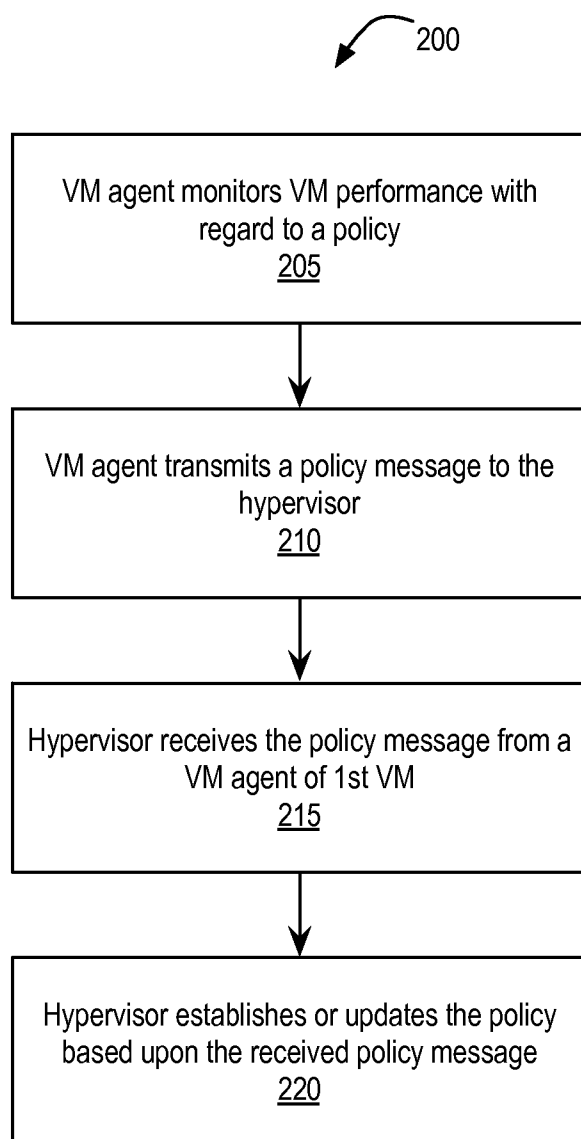 200
VM agent monitors VM performance with
regard to a policy
205
VM agent transmits a policy message to the
hypervisor
210
Hypervisor receives the policy message from a
VM agent of 1st VM
215
Hypervisor establishes or updates the policy
based upon the received policy message
220